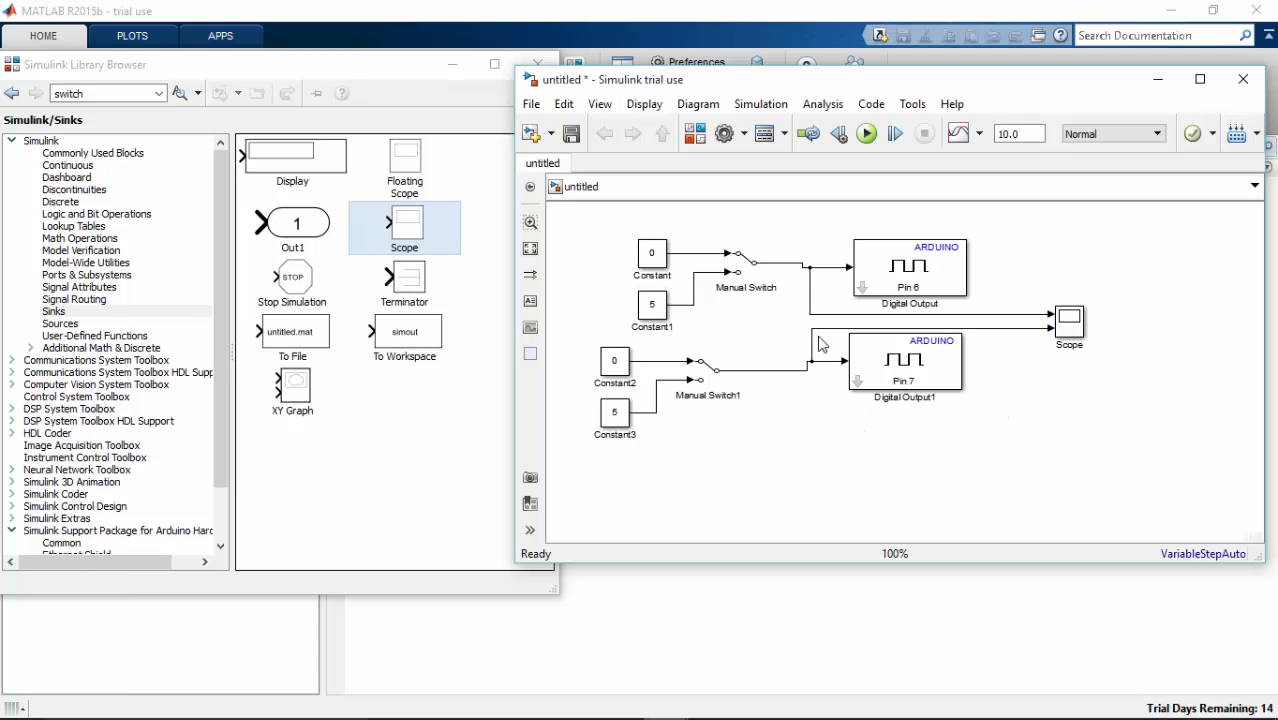 MATLAB R2015b - trial use
HOME
PLOTS
APPS
Search Documentation
Simulink Library Browser
Preferences
switch
Simulink/Sinks
Simulink
Commonly Used Blocks
Continuous
Dashboard
Discontinuities
Discrete
Logic and Bit Operations
Lookup Tables
Math Operations
Model Verification
Model-Wide Utilities
Ports & Subsystems
Signal Attributes
Signal Routing
Sinks
Sources
User-Defined Functions
Additional Math & Discrete
Communications System Toolbox
Communications System Toolbox HDL Supp
Computer Vision System Toolbox
Control System Toolbox
DSP System Toolbox
DSP System Toolbox HDL Support
HDL Coder
Image Acquisition Toolbox
Instrument Control Toolbox
Neural Network Toolbox
Simulink 3D Animation
Simulink Coder
Simulink Control Design
Simulink Extras
Simulink Support Package for Arduino Harc
Common
Ethernet Shield
Display
Floating
Scope
1
Out1
Scope
STOP
Stop Simulation
Terminator
untitled.mat
To File
simout
To Workspace
XY Graph
untitled * - Simulink trial use
File
Edit
View
Display
Diagram
Simulation
Analysis
Code
Tools
Help
10.0
Normal
untitled
untitled
0
Constant
5
Constant1
Manual Switch
ARDUINO
Pin 6
Digital Output
Scope
0
Constant2
5
Constant3
Manual Switch1
ARDUINO
Pin 7
Digital Output1
Ready
100%
VariableStepAuto
Trial Days Remaining: 14